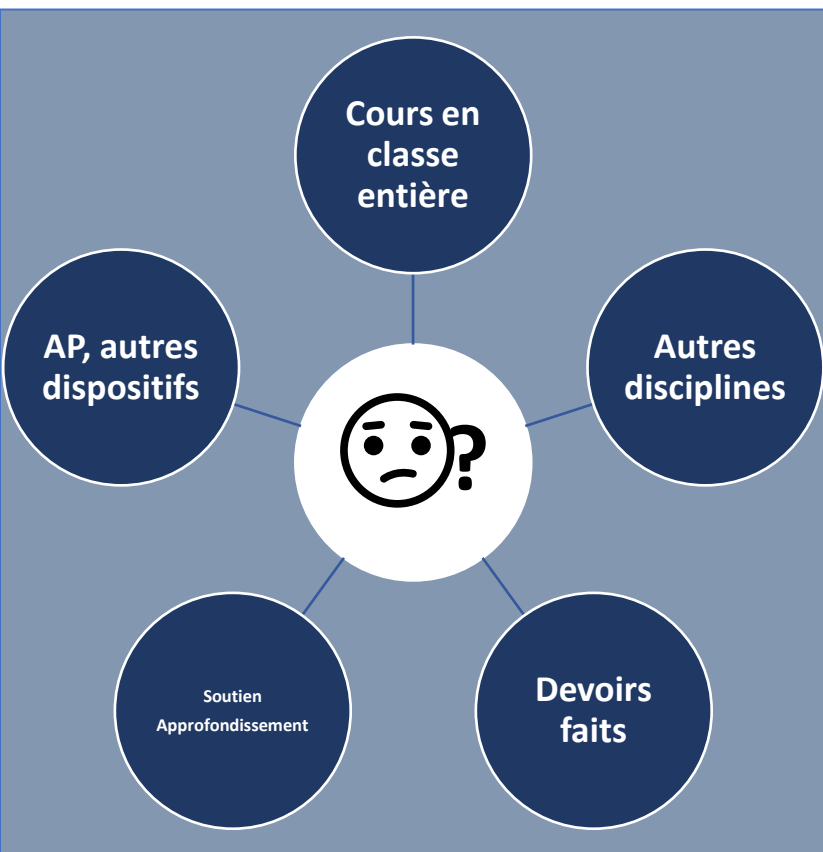 Cours en
classe
entière
AP, autres
dispositifs
Autres
disciplines
?
Soutien
Approfondissement
Devoirs
faits